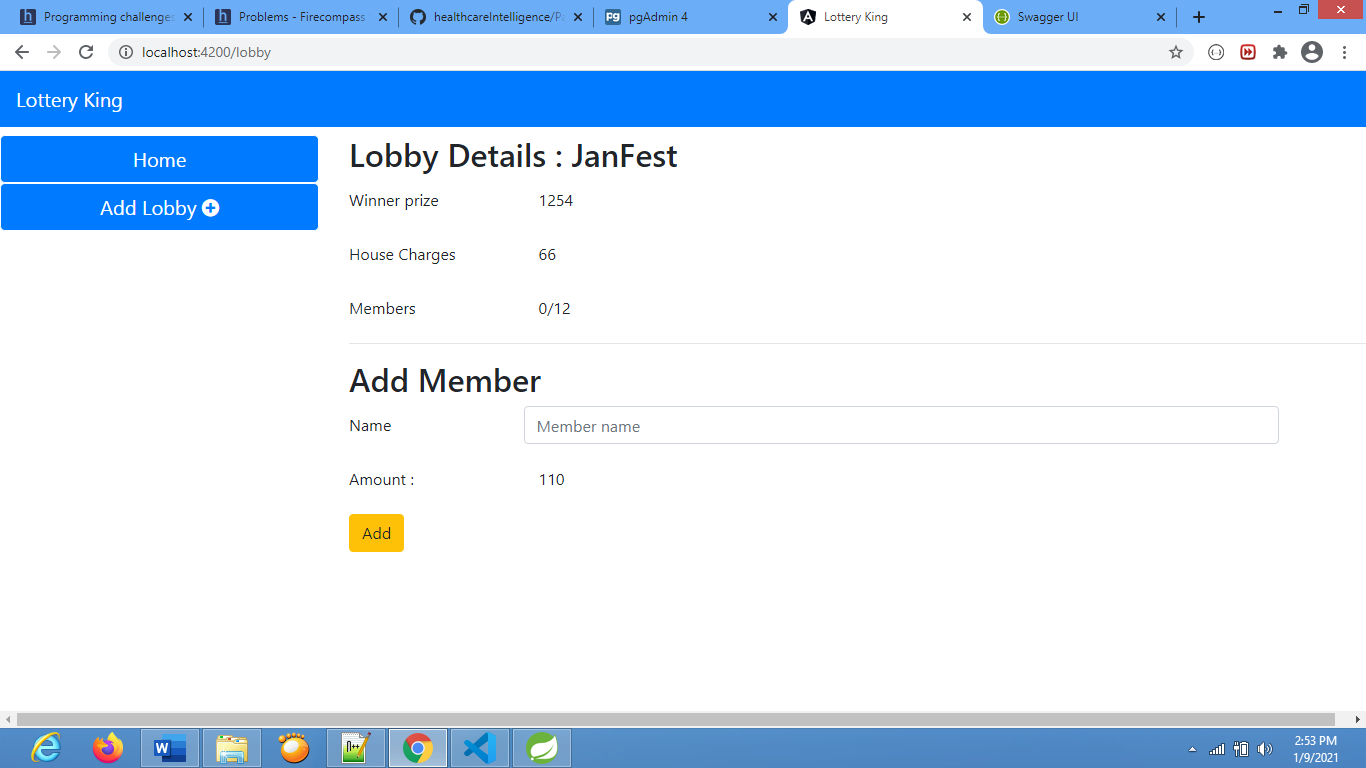 Programming challenges
Problems - Firecompass
healthcareIntelligence/Pa
pgAdmin 4
Lottery King
Swagger UI
localhost:4200/lobby
Lottery King
Home
Add Lobby
Lobby Details : JanFest
Winner prize 1254
House Charges 66
Members 0/12
Add Member
Name Member name
Amount : 110
Add
2:53 PM
1/9/2021